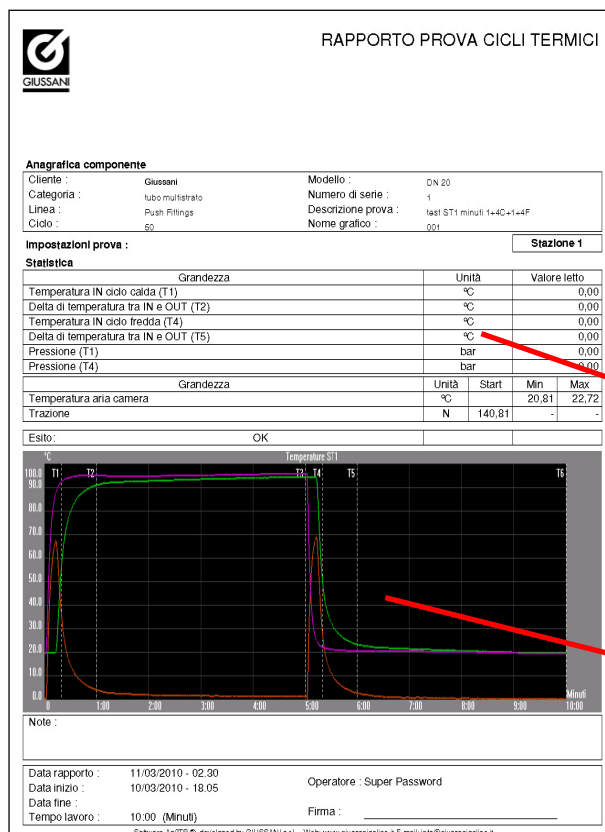 RAPPORTO PROVA CICLI TERMICI
GIUSSANI
Anagrafica componente
Cliente : Giussani Modello : DN 20
Categoria : tubo multistrato Numero di serie : 1
Linea : Push Fittings Descrizione prova : test ST1 minuti 1+4C+1+4F
Ciclo : 50 Nome grafico : 001
Impostazioni prova : Stazione 1
Statistica
Grandezza Unità Valore letto
Temperatura IN ciclo calda (T1) ºC 0,00
Delta di temperatura tra IN e OUT (T2) ºC 0,00
Temperatura IN ciclo fredda (T4) ºC 0,00
Delta di temperatura tra IN e OUT (T5) ºC 0,00
Pressione (T1) bar 0,00
Pressione (T4) bar 0,00
Grandezza Unità Start Min Max
Temperatura aria camera ºC 20,81 22,72
Trazione N 140,81 - -
Esito: OK
°C Temperature ST1
100.0 T1 T2 T3 T4 T5 T6
90.0
80.0
70.0
60.0
50.0
40.0
30.0
20.0
10.0
0.0 Minuti
0 1:00 2:00 3:00 4:00 5:00 6:00 7:00 8:00 9:00 10:00
Note :
Data rapporto : 11/03/2010 - 02.30
Data inizio : 10/03/2010 - 18.05 Operatore : Super Password
Data fine :
Tempo lavoro : 10:00 (Minuti) Firma :